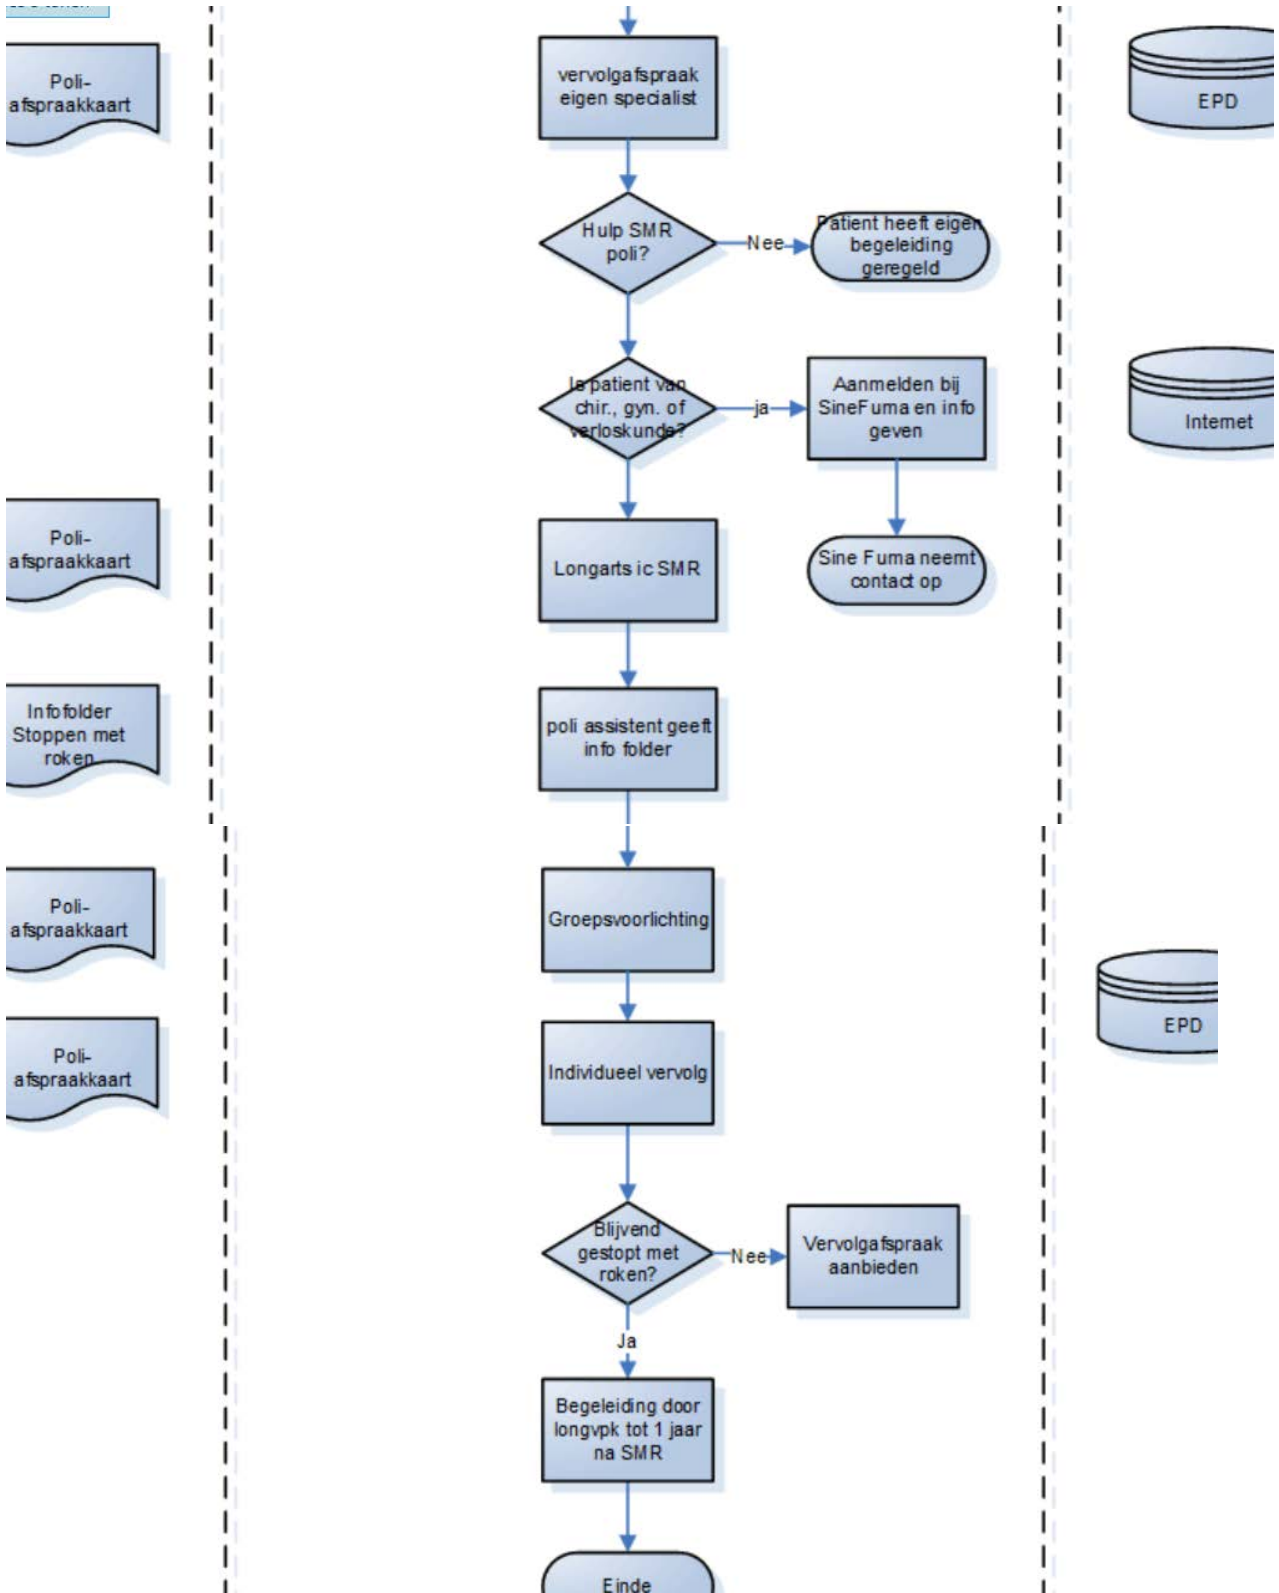 Poli-
afspraakkaart
vervolgafspraak
eigen specialist
EPD
Hulp SMR
poli?
Nee
Patient heeft eigen
begeleiding
geregeld
Is patient van
chir., gyn. of
verloskunde?
ja
Aanmelden bij
SineFuma en info
geven
Internet
Poli-
afspraakkaart
Longarts ic SMR
Sine Fuma neemt
contact op
Infofolder
Stoppen met
roken
poli assistent geeft
info folder
Poli-
afspraakkaart
Groepsvoorlichting
EPD
Poli-
afspraakkaart
Individueel vervolg
Blijvend
gestopt met
roken?
Nee
Vervolgafspraak
aanbieden
Ja
Begeleiding door
longvpk tot 1 jaar
na SMR
Einde